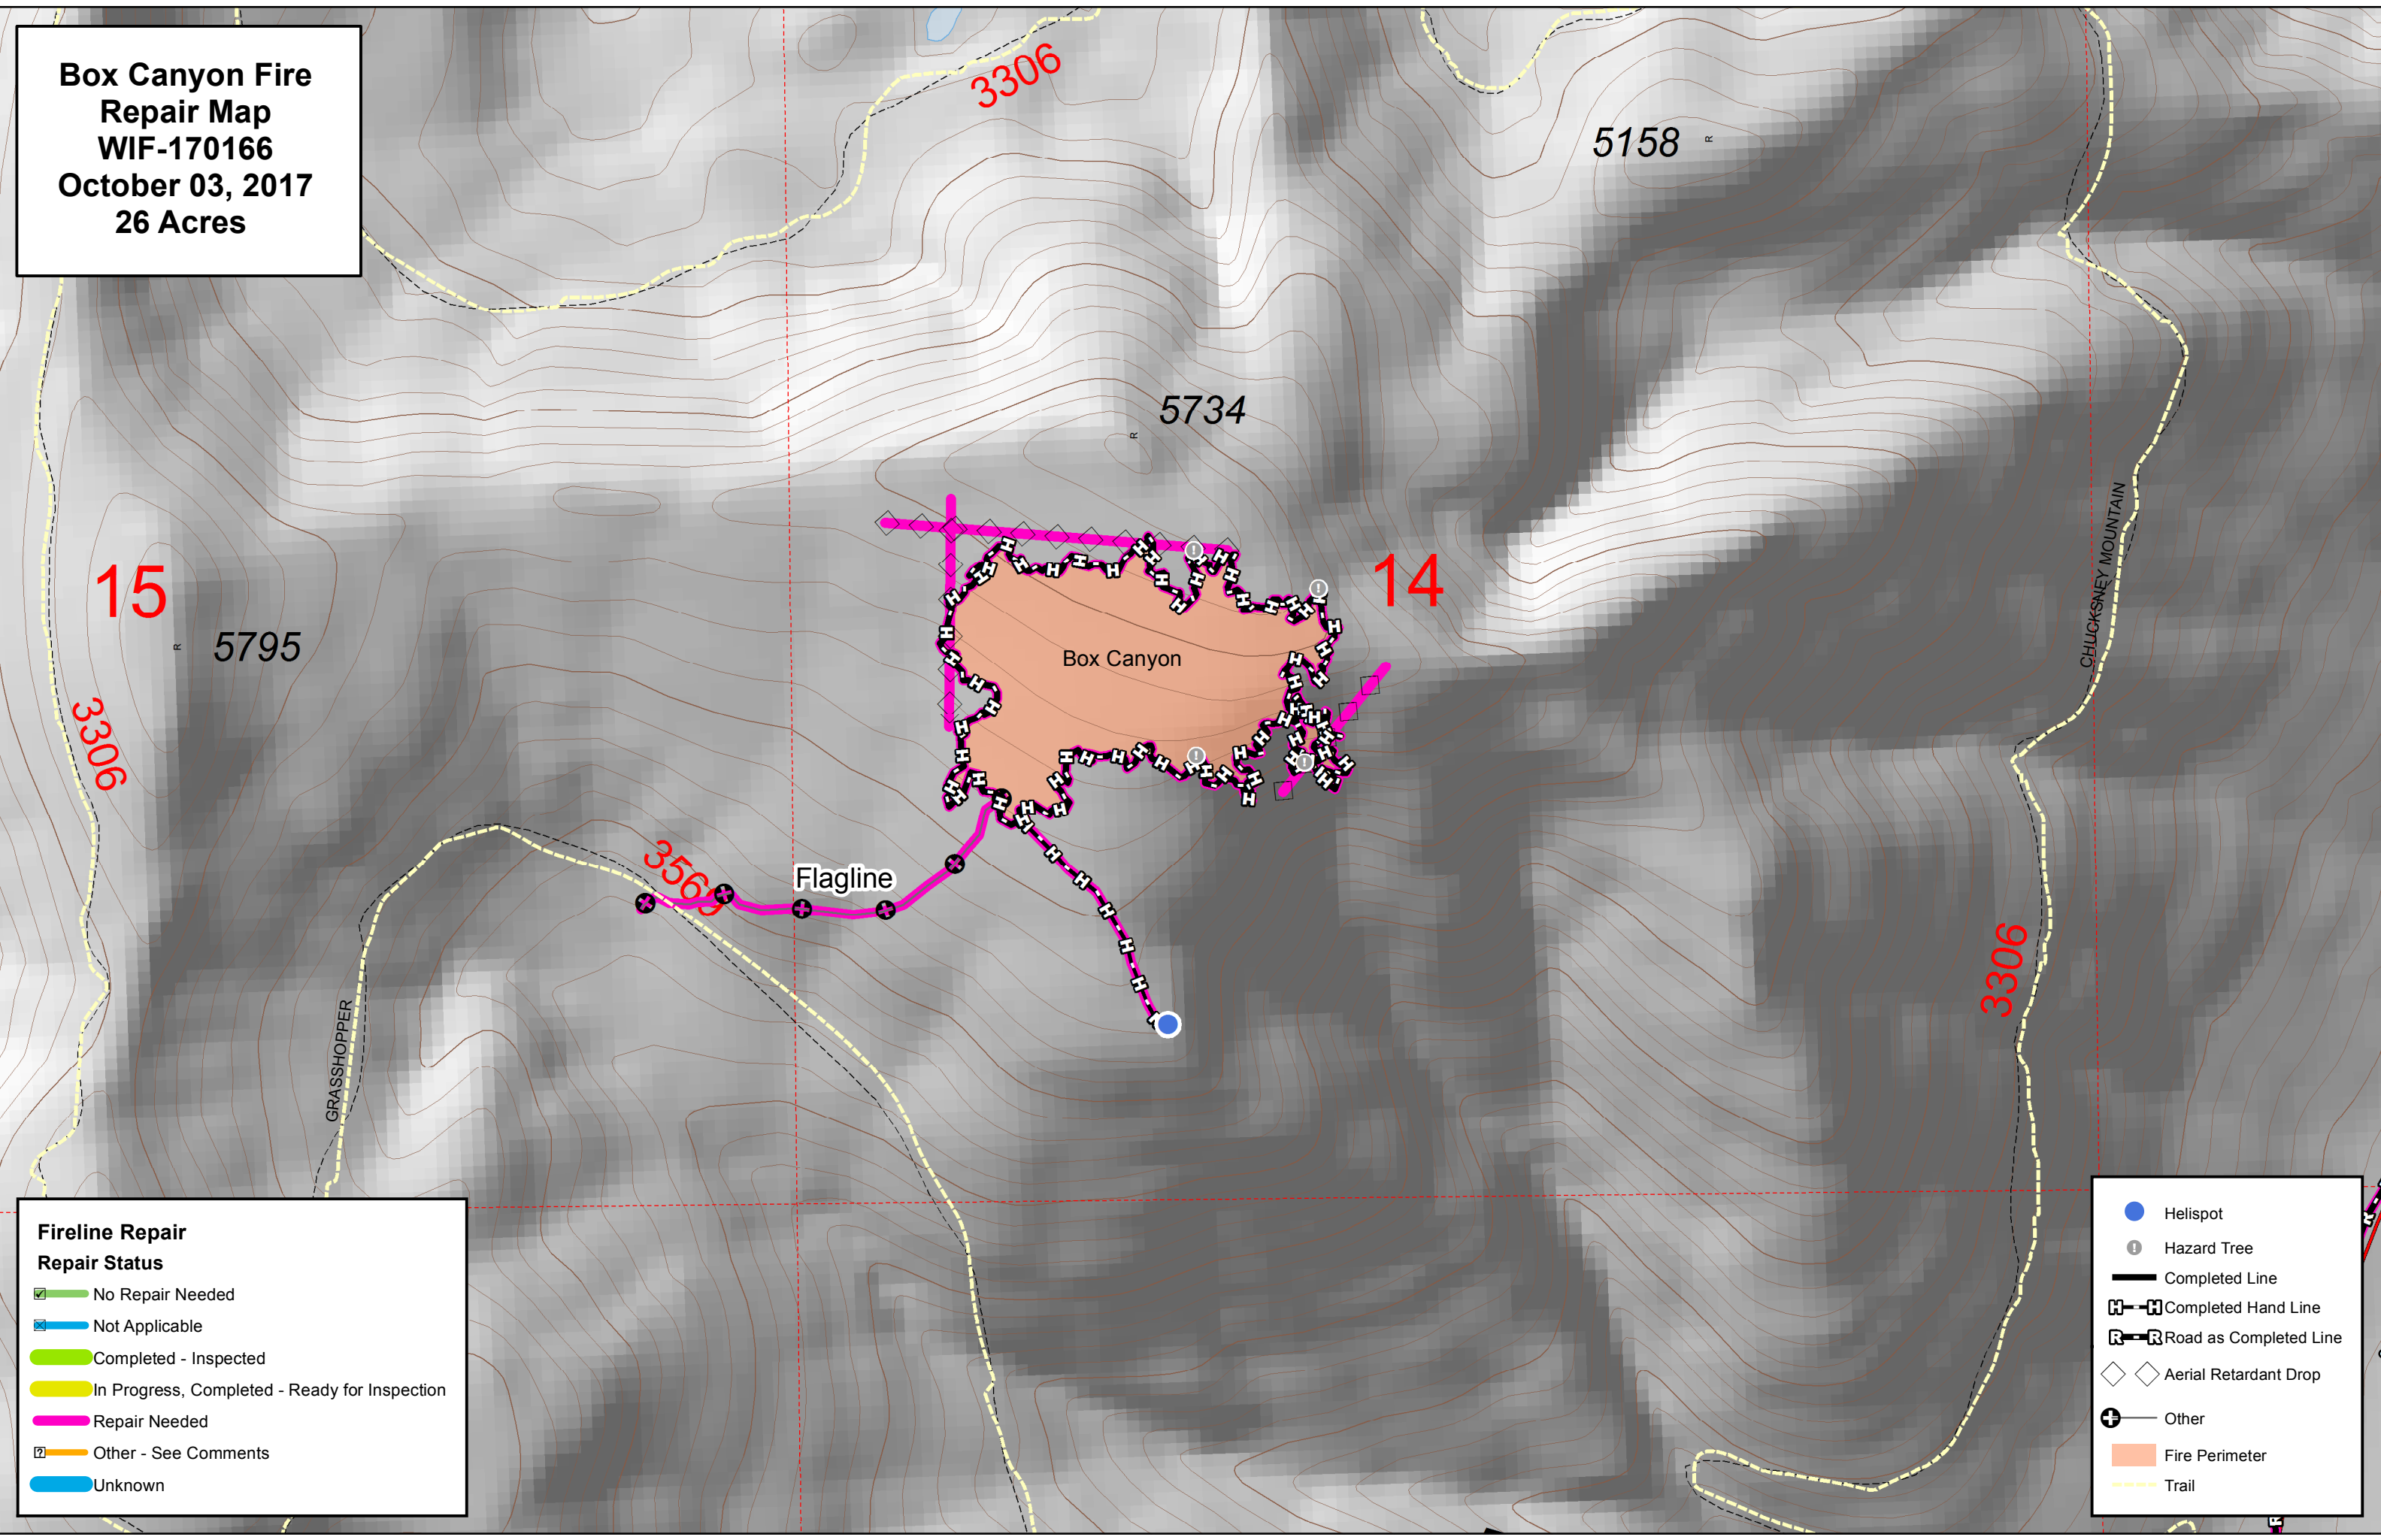 Box Canyon Fire
Repair Map
WIF-170166
October 03, 2017
26 Acres
3306
5158
5734
15
14
5795
Box Canyon
CHUCKSNEY MOUNTAIN
3306
Flagline
3306
GRASSHOPPER
Fireline Repair
Repair Status
No Repair Needed
Not Applicable
Completed - Inspected
In Progress, Completed - Ready for Inspection
Repair Needed
Other - See Comments
Unknown
Helispot
Hazard Tree
Completed Line
Completed Hand Line
Road as Completed Line
Aerial Retardant Drop
Other
Fire Perimeter
Trail